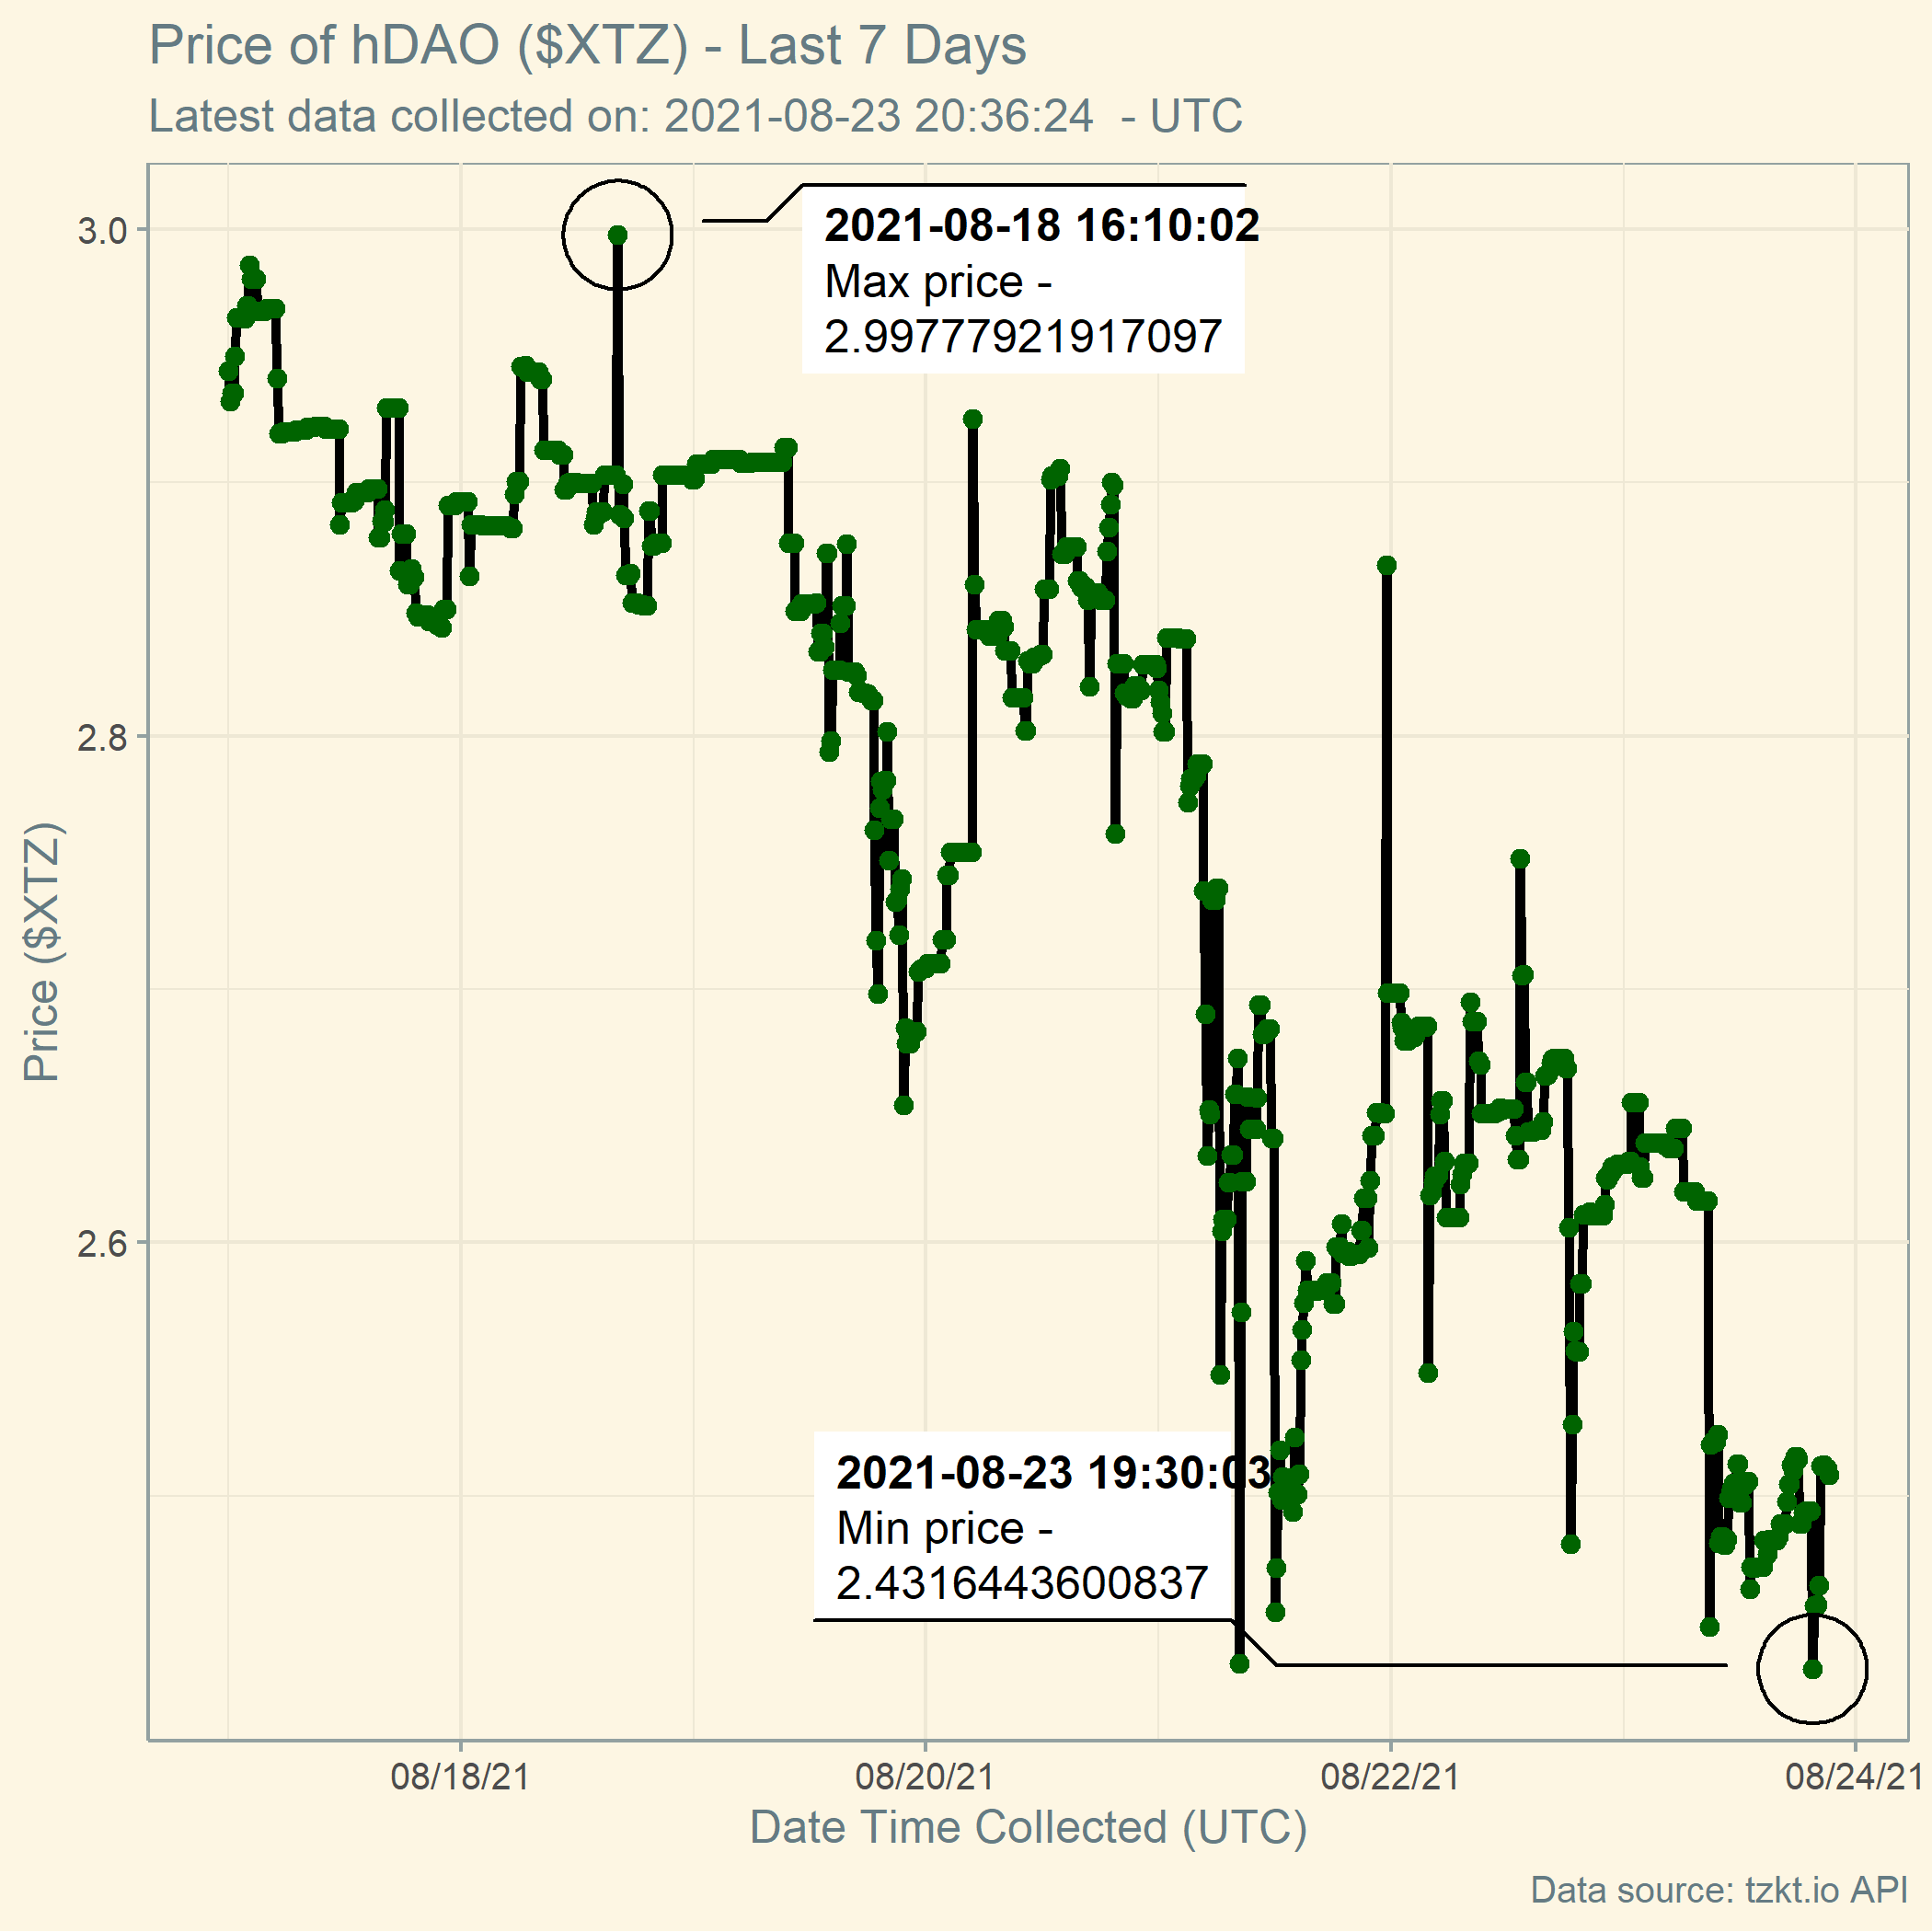 Price of hDAO ($XTZ) - Last 7 Days
Latest data collected on: 2021-08-23 20:36:24  - UTC
3.0
2.8
2.6
Price ($XTZ)
2021-08-18 16:10:02
Max price -
2.99777921917097
2021-08-23 19:30:03
Min price -
2.4316443600837
08/18/21
08/20/21
08/22/21
08/24/21
Date Time Collected (UTC)
Data source: tzkt.io API